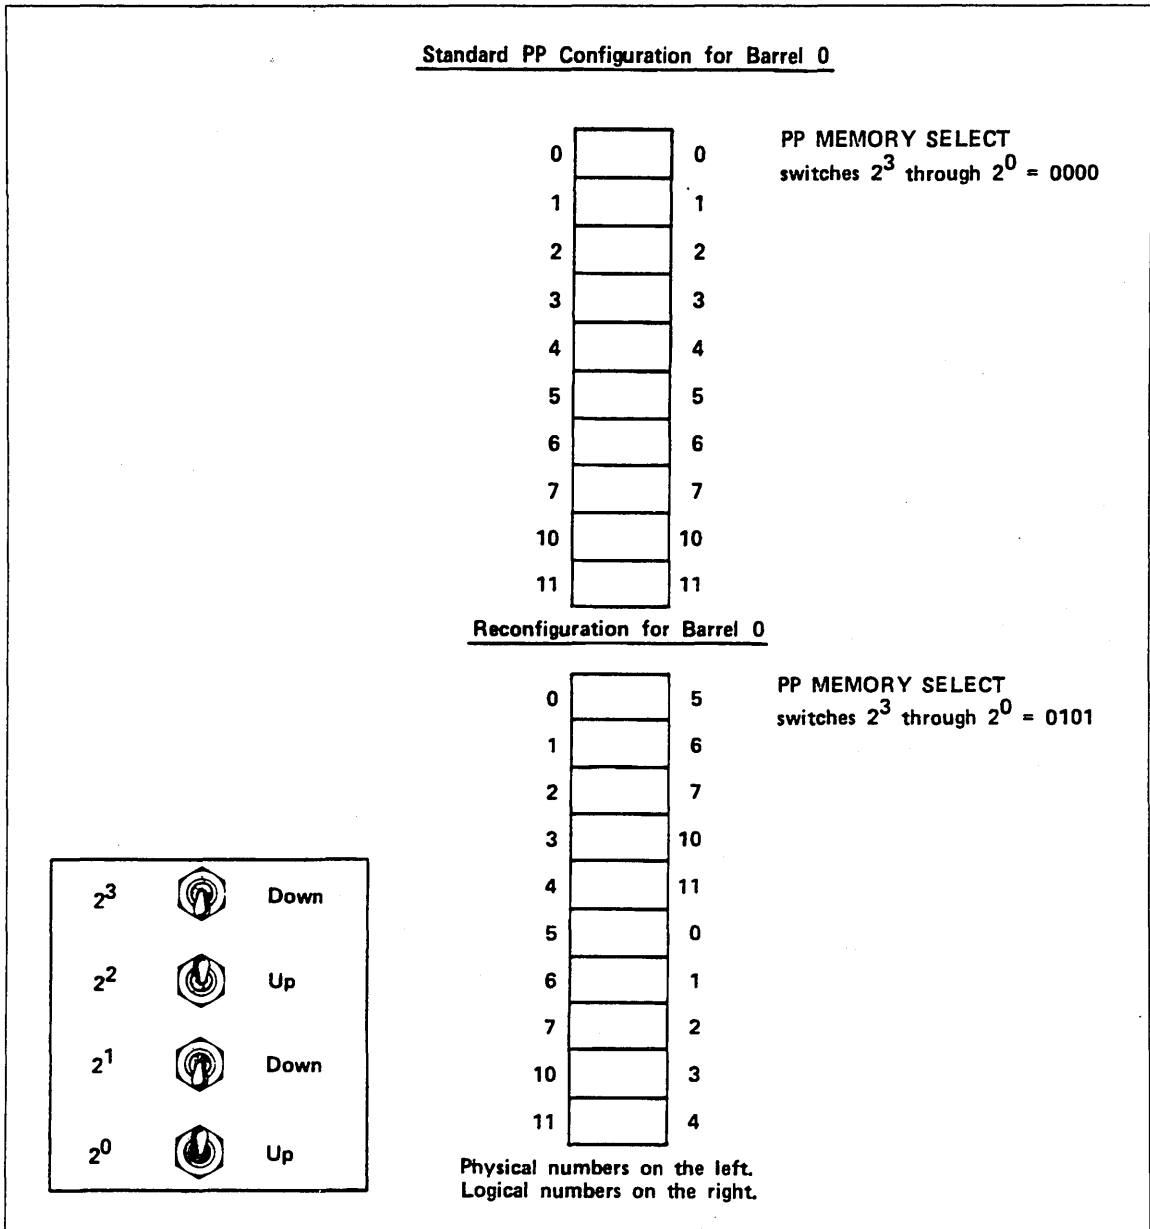 Standard PP Configuration for Barrel 0
PP MEMORY SELECT
switches 2³ through 2⁰ = 0000
0 0
1 1
2 2
3 3
4 4
5 5
6 6
7 7
10 10
11 11
Reconfiguration for Barrel 0
PP MEMORY SELECT
switches 2³ through 2⁰ = 0101
0 5
1 6
2 7
3 10
4 11
5 0
6 1
7 2
10 3
11 4
2³ Down
2² Up
2¹ Down
2⁰ Up
Physical numbers on the left.
Logical numbers on the right.